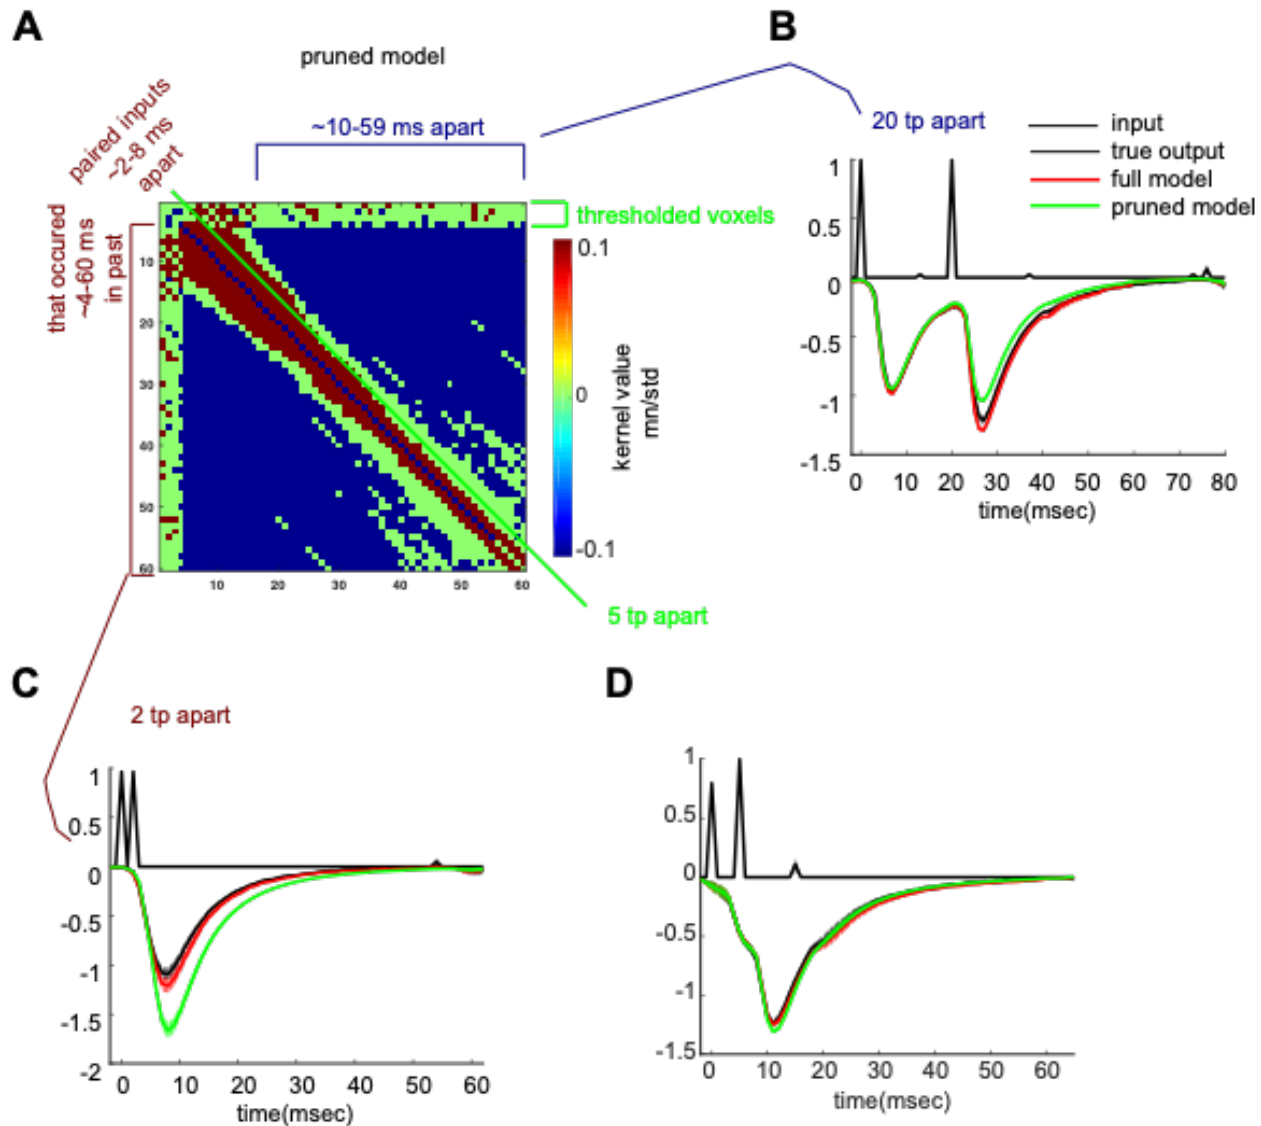 A
B
pruned model
paired inputs
~2-8 ms
apart
~10-59 ms apart
20 tp apart
input
true output
full model
pruned model
that occured
~4-60 ms
in past
thresholded voxels
10
20
30
40
50
60
10
20
30
40
50
60
0.1
0
-0.1
kernel value
mn/std
5 tp apart
1
0.5
0
-0.5
-1
-1.5
0
10
20
30
40
50
60
70
80
time(msec)
C
D
2 tp apart
1
0.5
0
-0.5
-1
-1.5
-2
0
10
20
30
40
50
60
time(msec)
1
0.5
0
-0.5
-1
-1.5
0
10
20
30
40
50
60
time(msec)